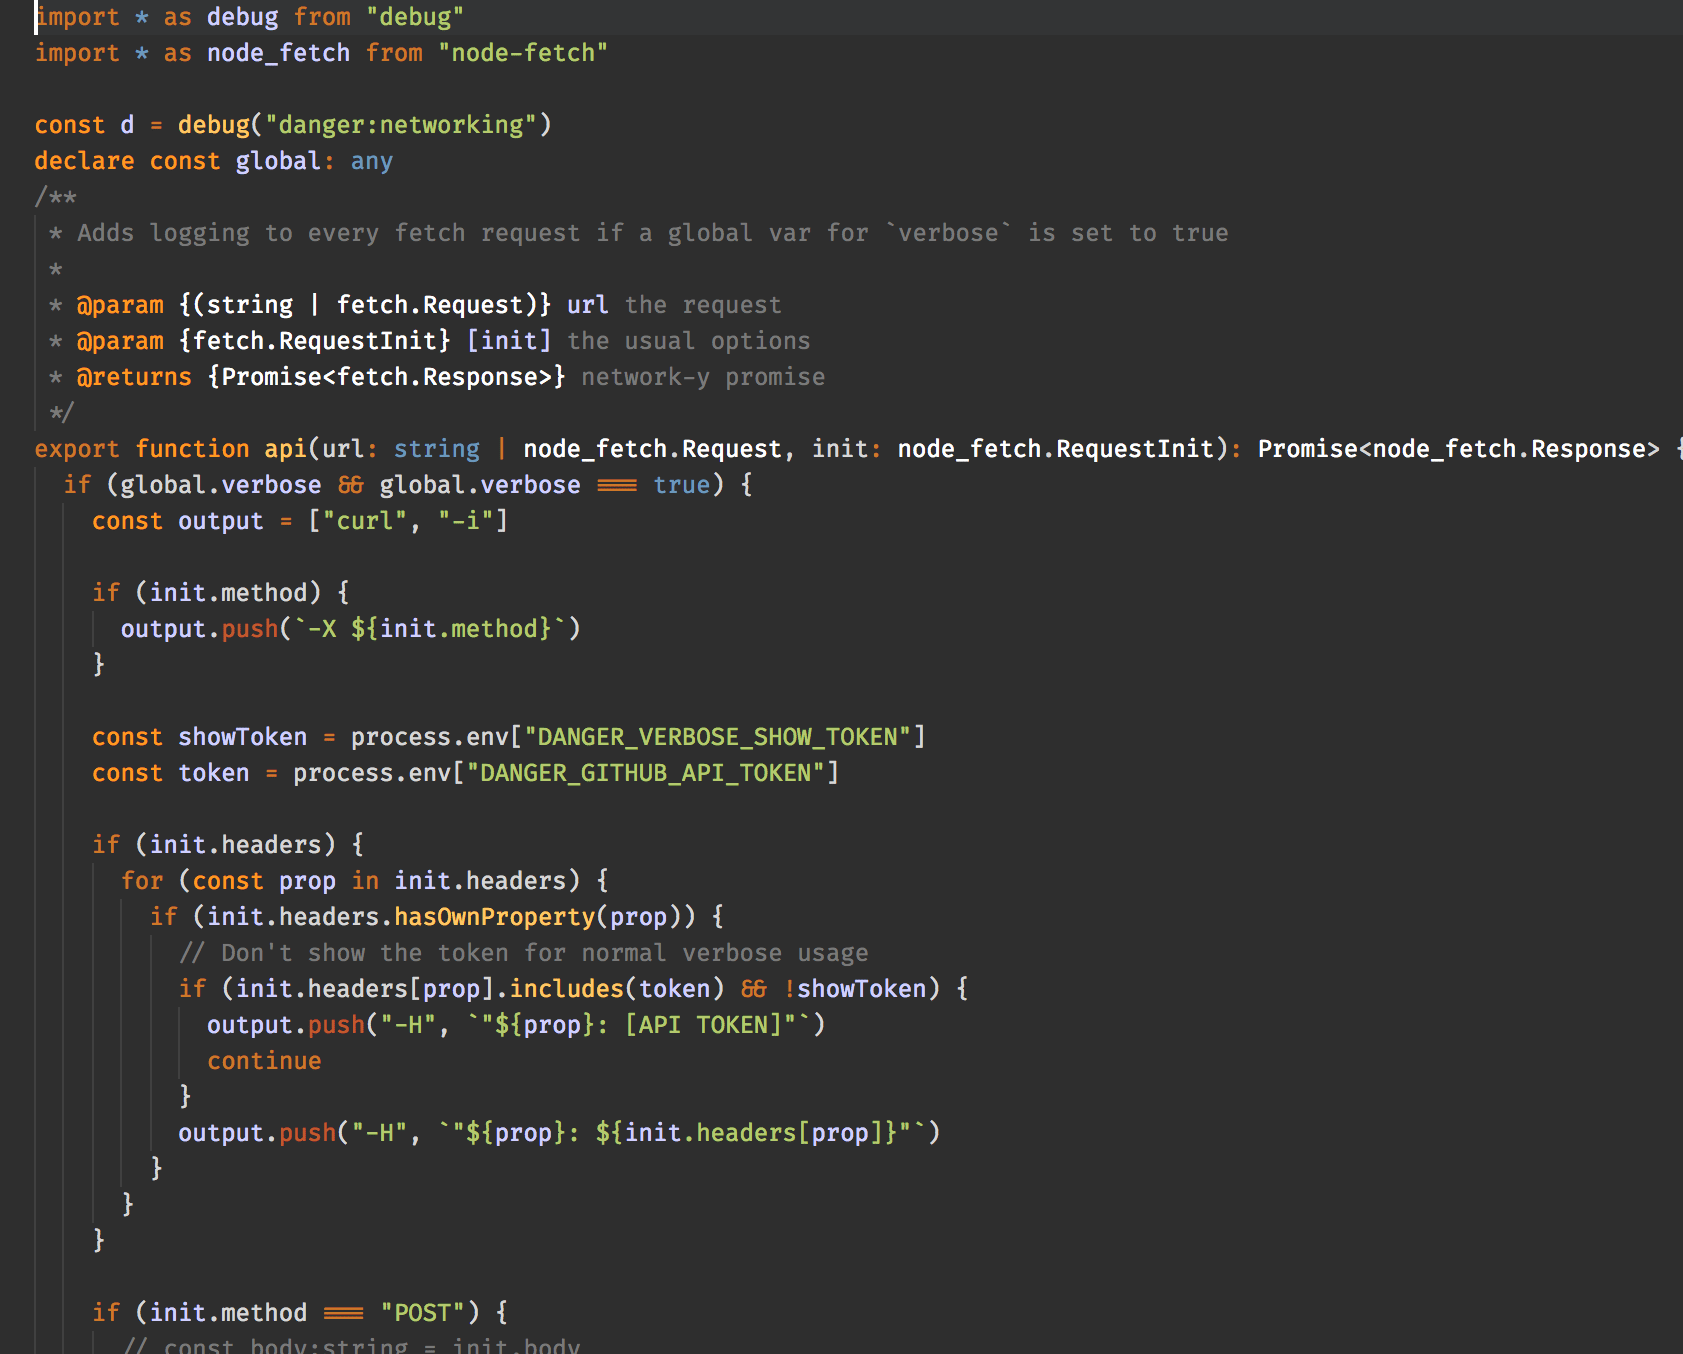 import * as debug from "debug"
import * as node_fetch from "node-fetch"

const d = debug("danger:networking")
declare const global: any
/**
 * Adds logging to every fetch request if a global var for `verbose` is set to true
 *
 * @param {(string | fetch.Request)} url the request
 * @param {fetch.RequestInit} [init] the usual options
 * @returns {Promise<fetch.Response>} network-y promise
 */
export function api(url: string | node_fetch.Request, init: node_fetch.RequestInit): Promise<node_fetch.Response> {
  if (global.verbose && global.verbose === true) {
    const output = ["curl", "-i"]

    if (init.method) {
      output.push(`-X ${init.method}`)
    }

    const showToken = process.env["DANGER_VERBOSE_SHOW_TOKEN"]
    const token = process.env["DANGER_GITHUB_API_TOKEN"]

    if (init.headers) {
      for (const prop in init.headers) {
        if (init.headers.hasOwnProperty(prop)) {
          // Don't show the token for normal verbose usage
          if (init.headers[prop].includes(token) && !showToken) {
            output.push("-H", `"${prop}: [API TOKEN]"`)
            continue
          }
          output.push("-H", `"${prop}: ${init.headers[prop]}"`)
        }
      }
    }

    if (init.method === "POST") {
      // const body:string = init.body